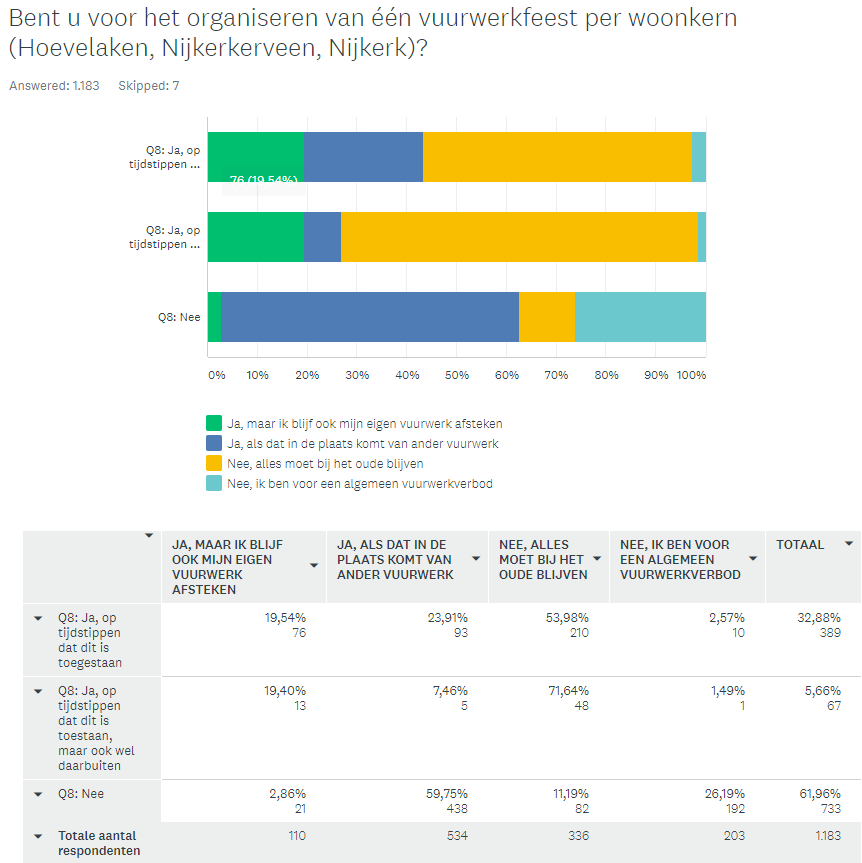 Bent u voor het organiseren van één vuurwerkfeest per woonkern
(Hoevelaken, Nijkerkerveen, Nijkerk)?
Answered: 1.183 Skipped: 7
Q8: Ja, op
tijdstippen ...
76 (19,54%)
Q8: Ja, op
tijdstippen ...
Q8: Nee
0% 10% 20% 30% 40% 50% 60% 70% 80% 90% 100%
Ja, maar ik blijf ook mijn eigen vuurwerk afsteken
Ja, als dat in de plaats komt van ander vuurwerk
Nee, alles moet bij het oude blijven
Nee, ik ben voor een algemeen vuurwerkverbod
JA, MAAR IK BLIJF
OOK MIJN EIGEN
VUURWERK
AFSTEKEN
JA, ALS DAT IN DE
PLAATS KOMT VAN
ANDER VUURWERK
NEE, ALLES
MOET BIJ HET
OUDE BLIJVEN
NEE, IK BEN VOOR
EEN ALGEMEEN
VUURWERKVERBOD
TOTAAL
Q8: Ja, op
tijdstippen
dat dit is
toegestaan
19,54%
76
23,91%
93
53,98%
210
2,57%
10
32,88%
389
Q8: Ja, op
tijdstippen
dat dit is
toestaan,
maar ook wel
daarbuiten
19,40%
13
7,46%
5
71,64%
48
1,49%
1
5,66%
67
Q8: Nee
2,86%
21
59,75%
438
11,19%
82
26,19%
192
61,96%
733
Totale aantal
respondenten
110
534
336
203
1.183